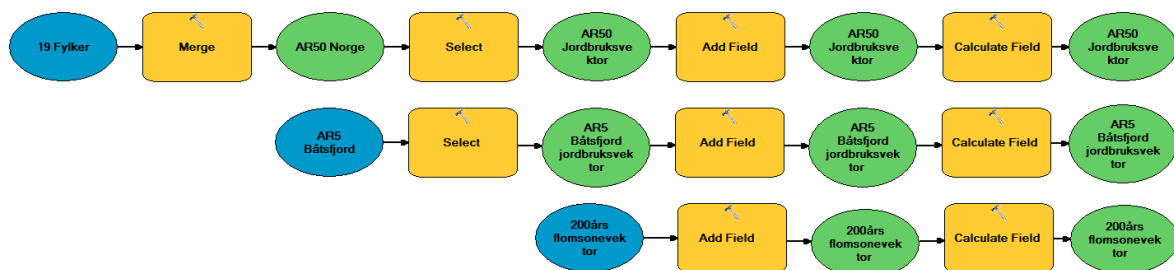 19 Fylker
Merge
AR50 Norge
Select
AR50
Jordbruksve
ktor
Add Field
AR50
Jordbruksve
ktor
Calculate Field
AR50
Jordbruksve
ktor
AR5
Båtsfjord
Select
AR5
Båtsfjord
jordbruksvek
tor
Add Field
AR5
Båtsfjord
jordbruksvek
tor
Calculate Field
AR5
Båtsfjord
jordbruksvek
tor
200års
flomsonevek
tor
Add Field
200års
flomsonevek
tor
Calculate Field
200års
flomsonevek
tor